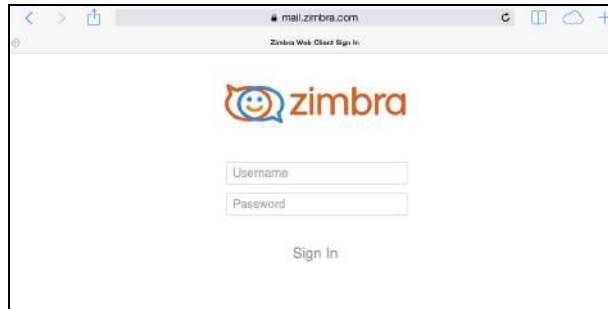 mail.zimbra.com
Zimbra Web Client Sign In
zimbra
Username
Password
Sign In